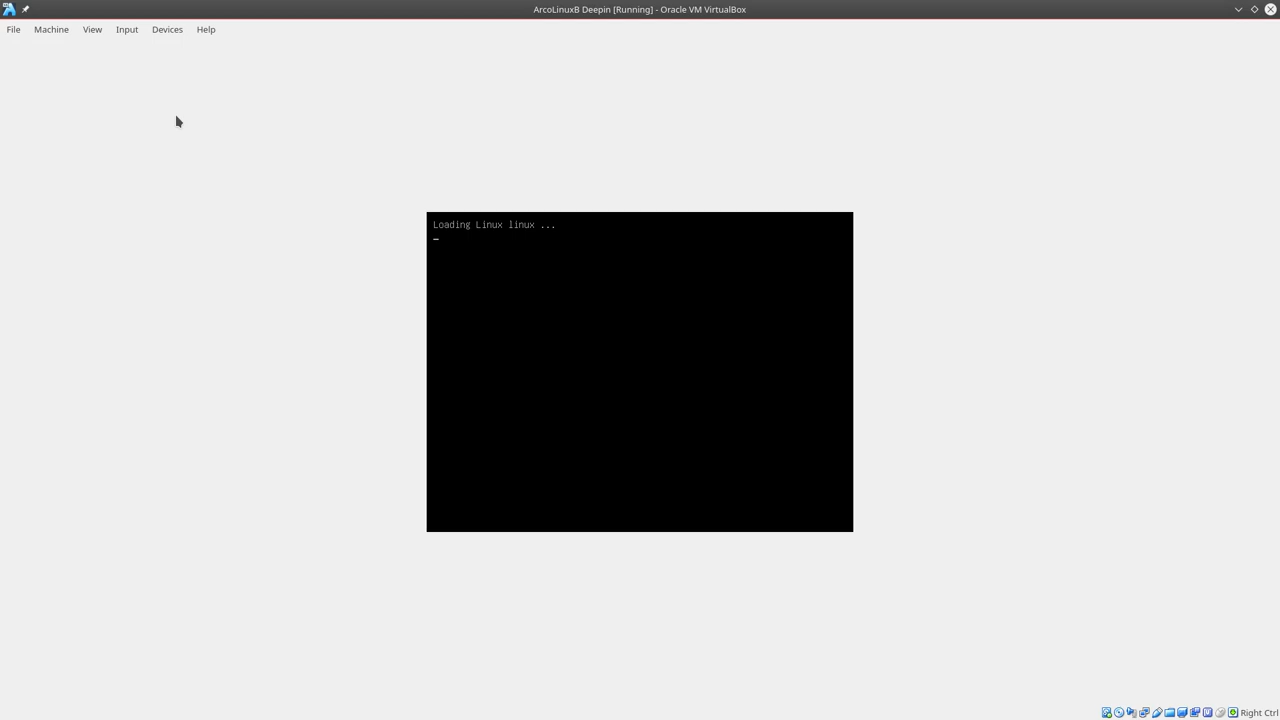 ArcoLinuxB Deepin [Running] - Oracle VM VirtualBox
File Machine View Input Devices Help
Loading Linux linux ...
Right Ctrl